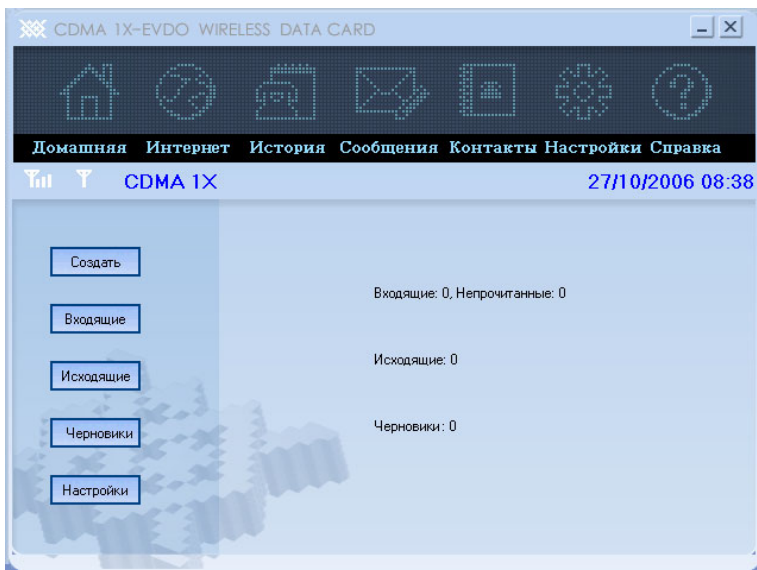 CDMA 1X-EVDO WIRELESS DATA CARD
Домашняя Интернет История Сообщения Контакты Настройки Справка
CDMA 1X 27/10/2006 08:38
Создать
Входящие: 0, Непрочитанные: 0
Входящие
Исходящие: 0
Исходящие
Черновики: 0
Черновики
Настройки